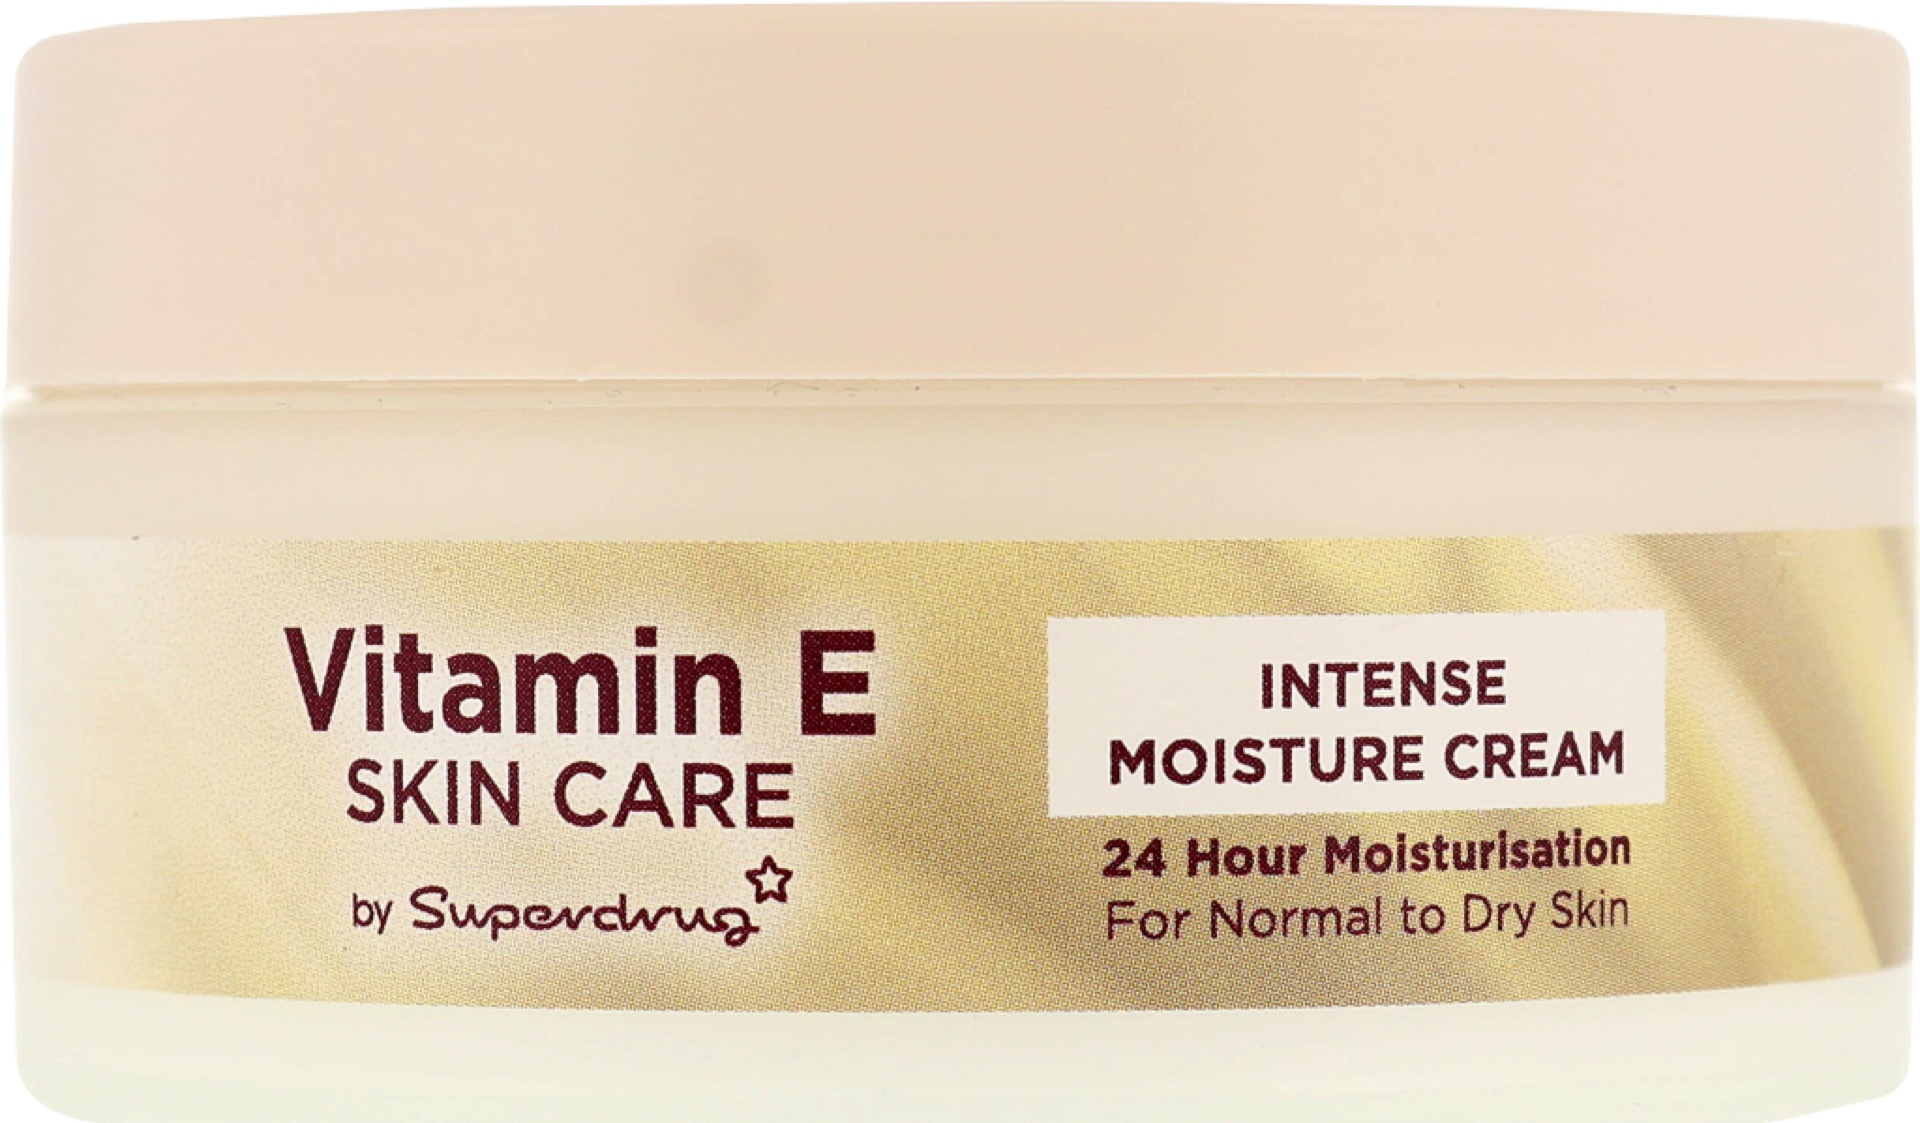 Vitamin E
SKIN CARE
by Superdrug
INTENSE
MOISTURE CREAM
24 Hour Moisturisation
For Normal to Dry Skin